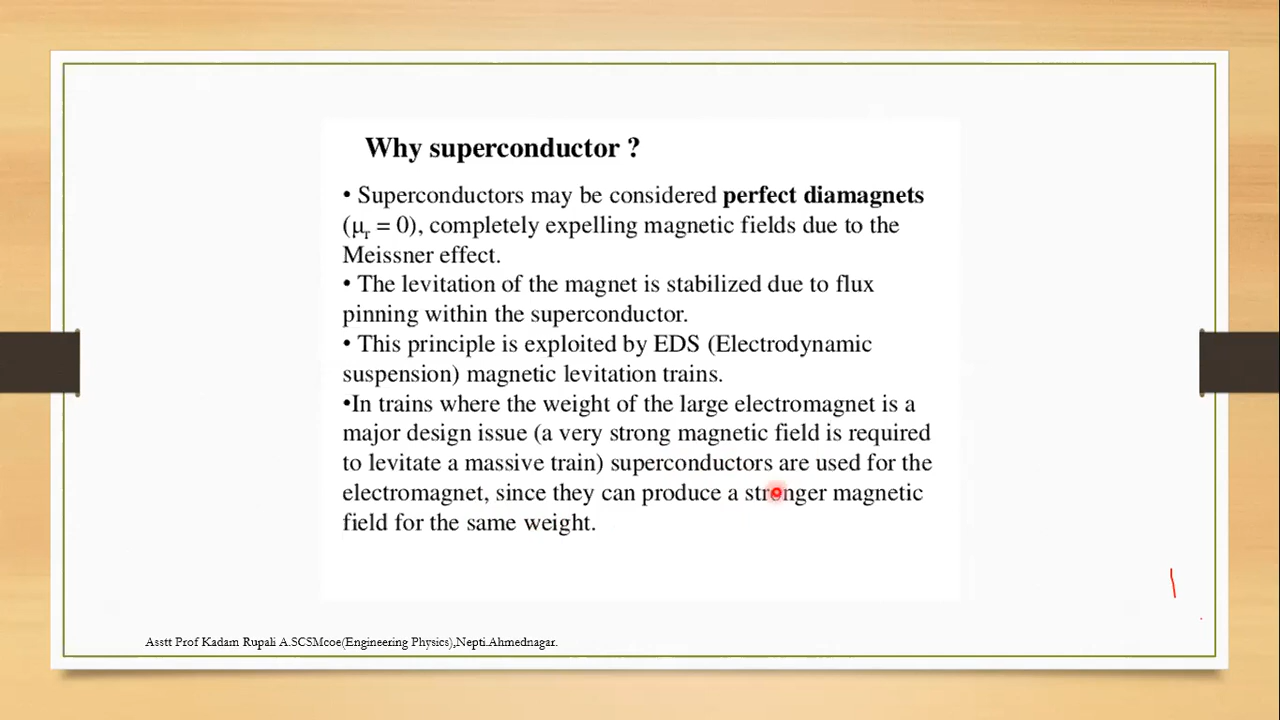 Why superconductor ?
• Superconductors may be considered perfect diamagnets
(μr = 0), completely expelling magnetic fields due to the
Meissner effect.
• The levitation of the magnet is stabilized due to flux
pinning within the superconductor.
• This principle is exploited by EDS (Electrodynamic
suspension) magnetic levitation trains.
•In trains where the weight of the large electromagnet is a
major design issue (a very strong magnetic field is required
to levitate a massive train) superconductors are used for the
electromagnet, since they can produce a stronger magnetic
field for the same weight.
Asstt Prof Kadam Rupali A.SCSMcoe(Engineering Physics),Nepti.Ahmednagar.